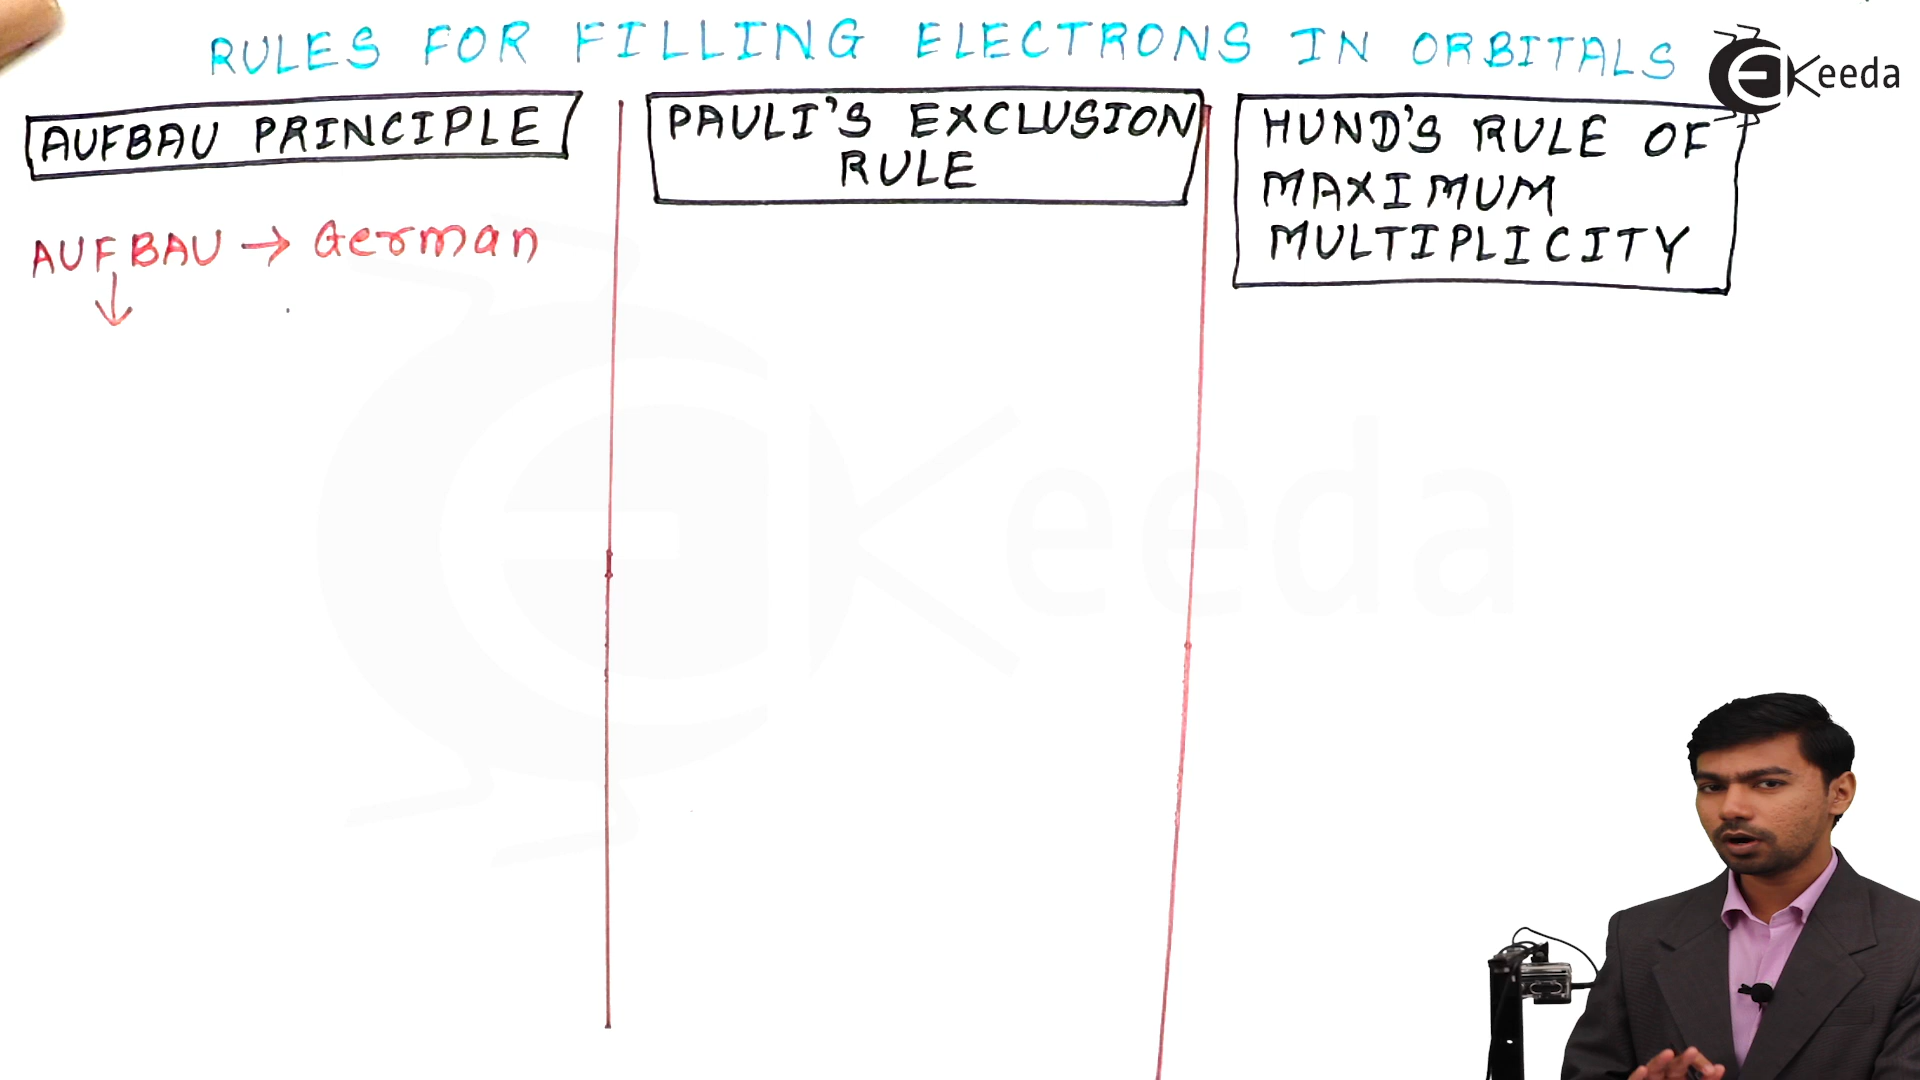 RULES FOR FILLING ELECTRONS IN ORBITALS
Keeda
AUFBAU PRINCIPLE
AUFBAU → German
↓
PAULI'S EXCLUSION
RULE
HUND'S RULE OF
MAXIMUM
MULTIPLICITY
Keeda